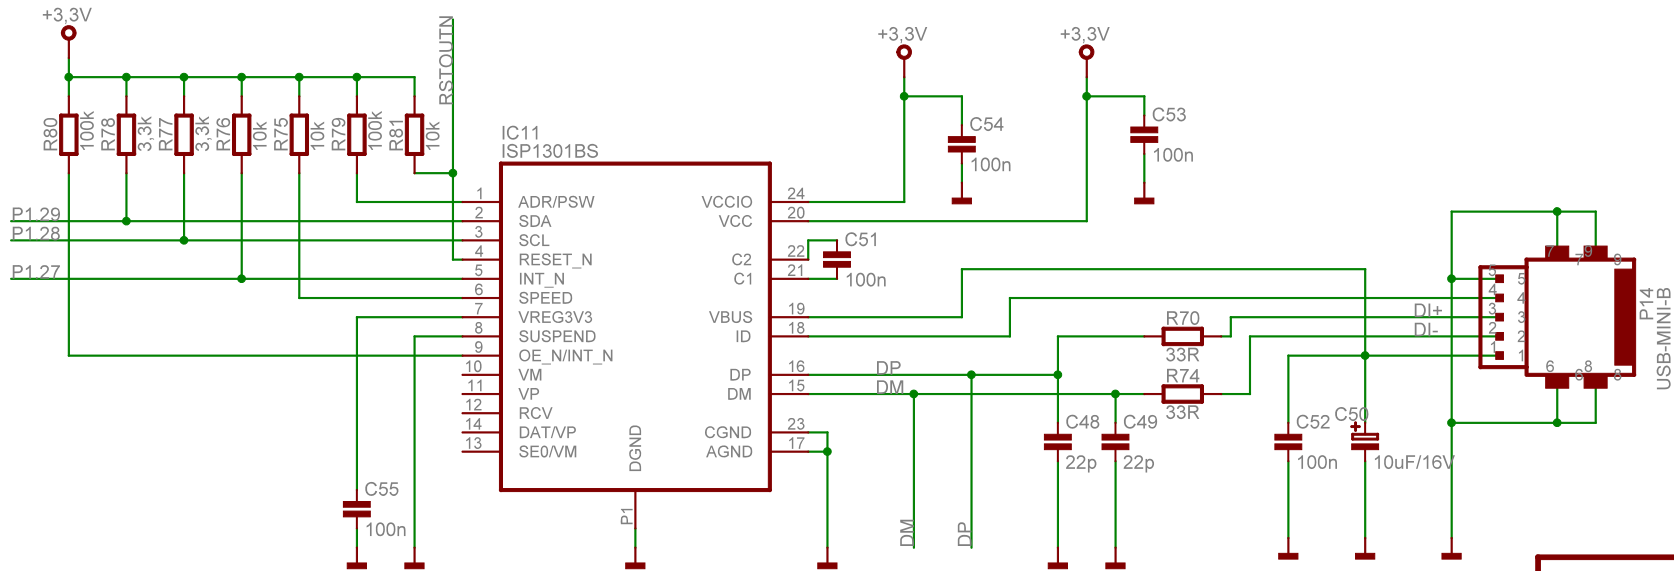 +3,3V
RSTOUTN
+3,3V
+3,3V
R80
100k
R78
3,3k
R77
3,3k
R76
10k
R75
10k
R79
100k
R81
10k
IC11
ISP1301BS
C54
100n
C53
100n
P1.29
P1.28
P1.27
1 ADR/PSW
2 SDA
3 SCL
4 RESET_N
5 INT_N
6 SPEED
7 VREG3V3
8 SUSPEND
9 OE_N/INT_N
10 VM
11 VP
12 RCV
14 DAT/VP
13 SE0/VM
VCCIO 24
VCC 20
C2 22
C1 21
VBUS 19
ID 18
DP 16
DM 15
CGND 23
AGND 17
DGND
P1
C51
100n
R70
33R
R74
33R
DP
DM
DI+
DI-
C48
22p
C49
22p
C52
100n
C50
+
10uF/16V
C55
100n
DM
DP
7 9
7 9
5 5
4 4
3 3
2 2
1 1
6 8
6 8
P14
USB-MINI-B